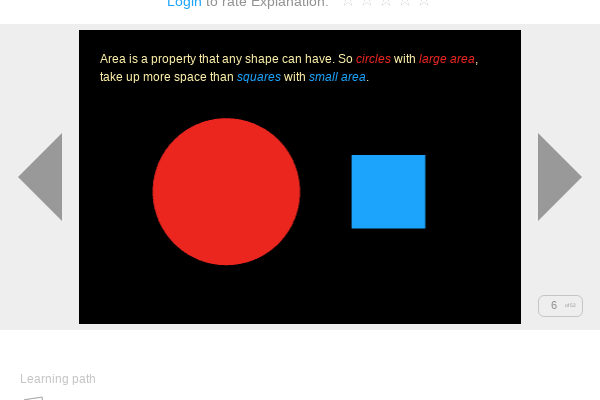 Login to rate Explanation.
Area is a property that any shape can have. So circles with large area,
take up more space than squares with small area.
6
Learning path